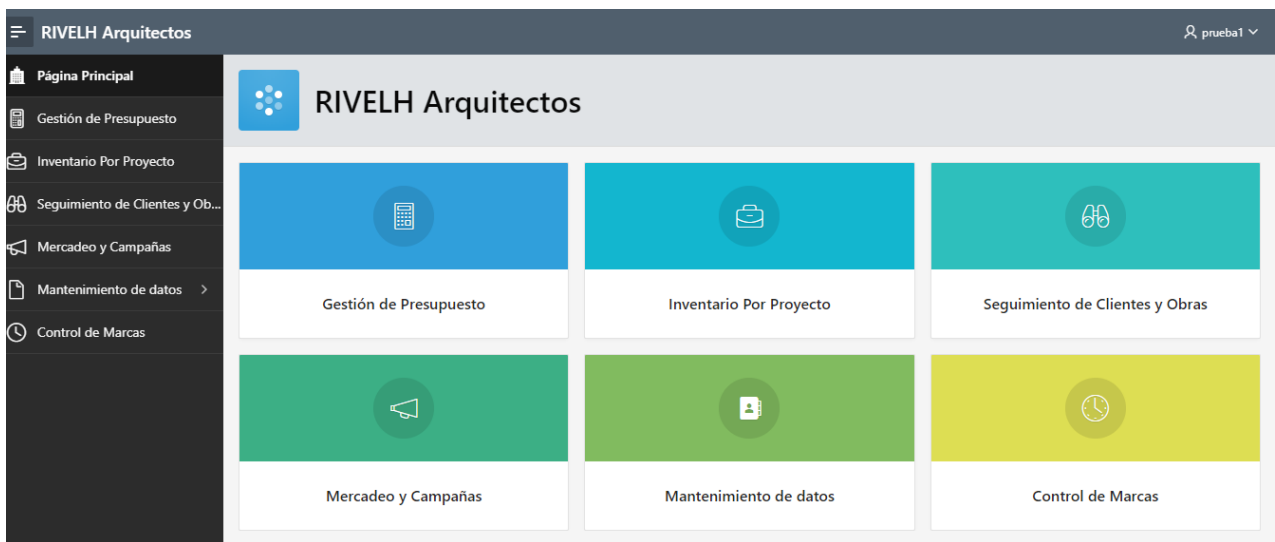 RIVELH Arquitectos
prueba1
Página Principal
Gestión de Presupuesto
Inventario Por Proyecto
Seguimiento de Clientes y Ob...
Mercadeo y Campañas
Mantenimiento de datos
Control de Marcas
RIVELH Arquitectos
Gestión de Presupuesto
Inventario Por Proyecto
Seguimiento de Clientes y Obras
Mercadeo y Campañas
Mantenimiento de datos
Control de Marcas